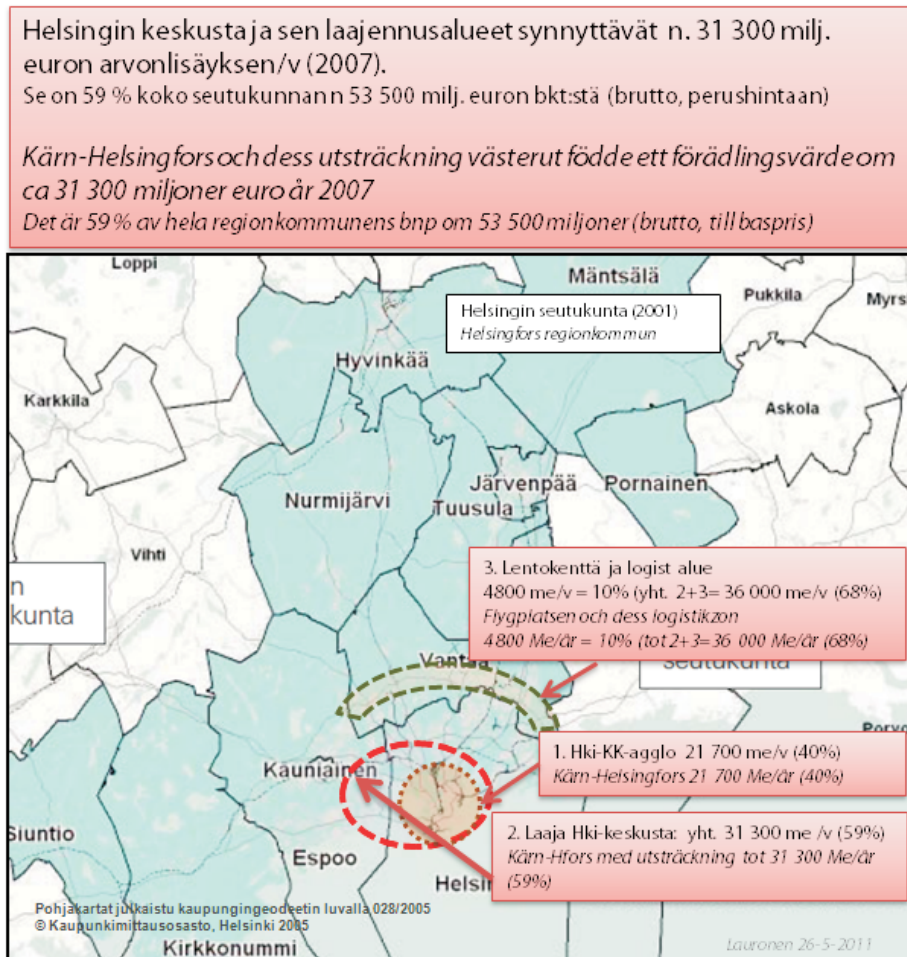 Helsingin keskusta ja sen laajennusalueet synnyttävät n. 31 300 milj.
euron arvonlisäyksen/v (2007).
Se on 59 % koko seutukunnan n 53 500 milj. euron bkt:stä (brutto, perushintaan)
Kärn-Helsingfors och dess utsträckning västerut födde ett förädlingsvärde om
ca 31 300 miljoner euro år 2007
Det är 59 % av hela regionkommunens bnp om 53 500 miljoner (brutto, till baspris)
Loppi
Mäntsälä
Pukkila
Myrs
Helsingin seutukunta (2001)
Helsingfors regionkommun
Hyvinkää
Karkkila
Askola
Järvenpää
Pornainen
Nurmijärvi
Tuusula
Vihti
n
kunta
3. Lentokenttä ja logist alue
4800 me/v = 10% (yht. 2+3= 36 000 me/v (68%)
Flygplatsen och dess logistikzon
4800 Me/år = 10% (tot 2+3= 36 000 Me/år (68%)
Vantaa
seutukunta
Porvo
1. Hki-KK-agglo 21 700 me/v (40%)
Kärn-Helsingfors 21 700 Me/år (40%)
Kauniainen
2. Laaja Hki-keskusta: yht. 31 300 me /v (59%)
Kärn-Hfors med utsträckning tot 31 300 Me/år
(59%)
Siuntio
Espoo
Helsin
Pohjakartat julkaistu kaupungingeodeetin luvalla 028/2005
© Kaupunkimittausosasto, Helsinki 2005
Kirkkonummi
Lauronen 26-5-2011